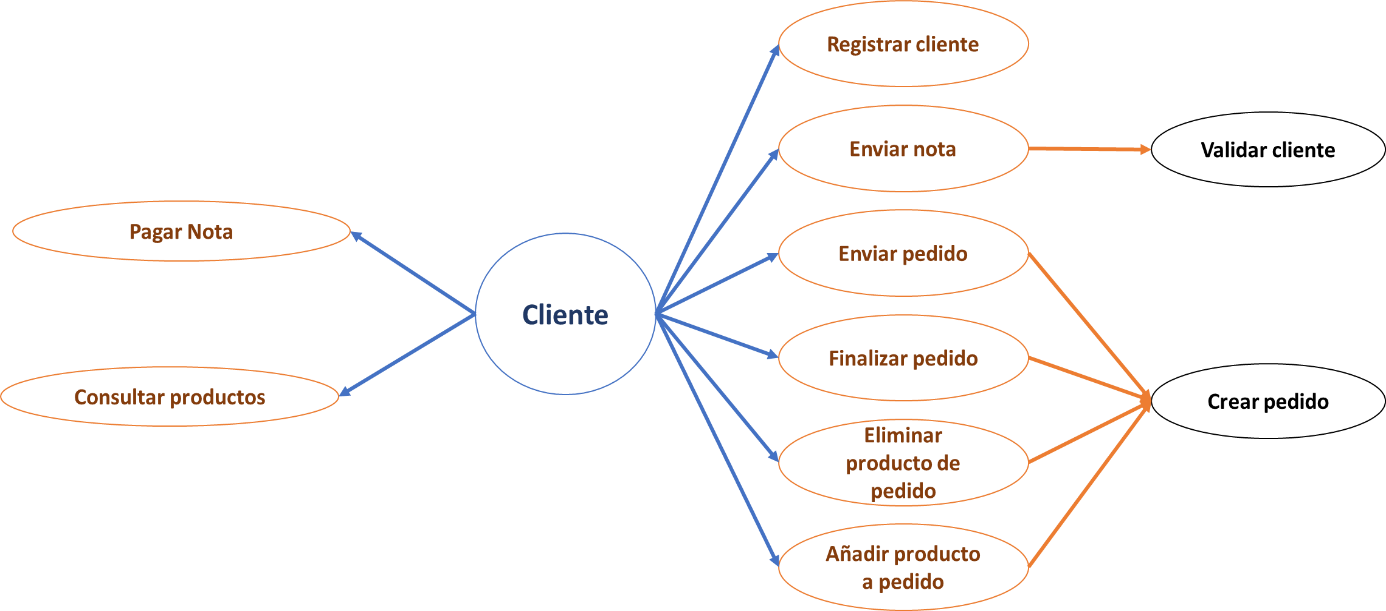 Registrar cliente
Enviar nota
Validar cliente
Pagar Nota
Enviar pedido
Cliente
Finalizar pedido
Consultar productos
Crear pedido
Eliminar
producto de
pedido
Añadir producto
a pedido